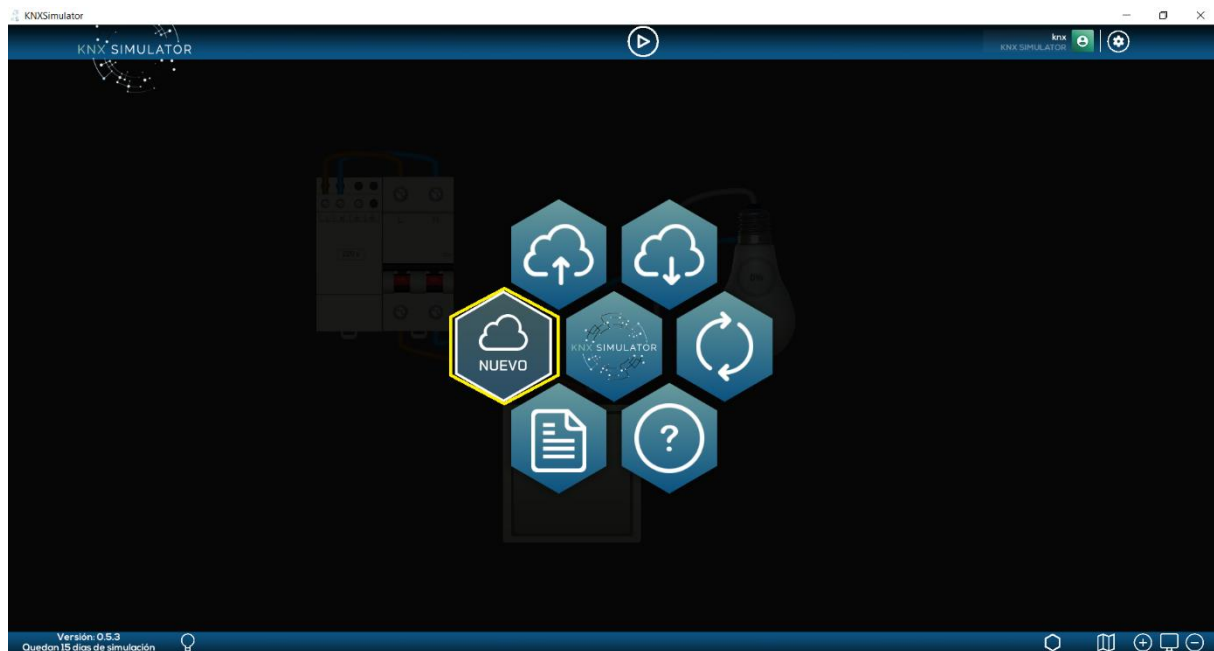 KNXSimulator
KNX SIMULATOR
knx
KNX SIMULATOR
NUEVO
KNX SIMULATOR
?
Versión: 0.5.3
Quedan 15 días de simulación